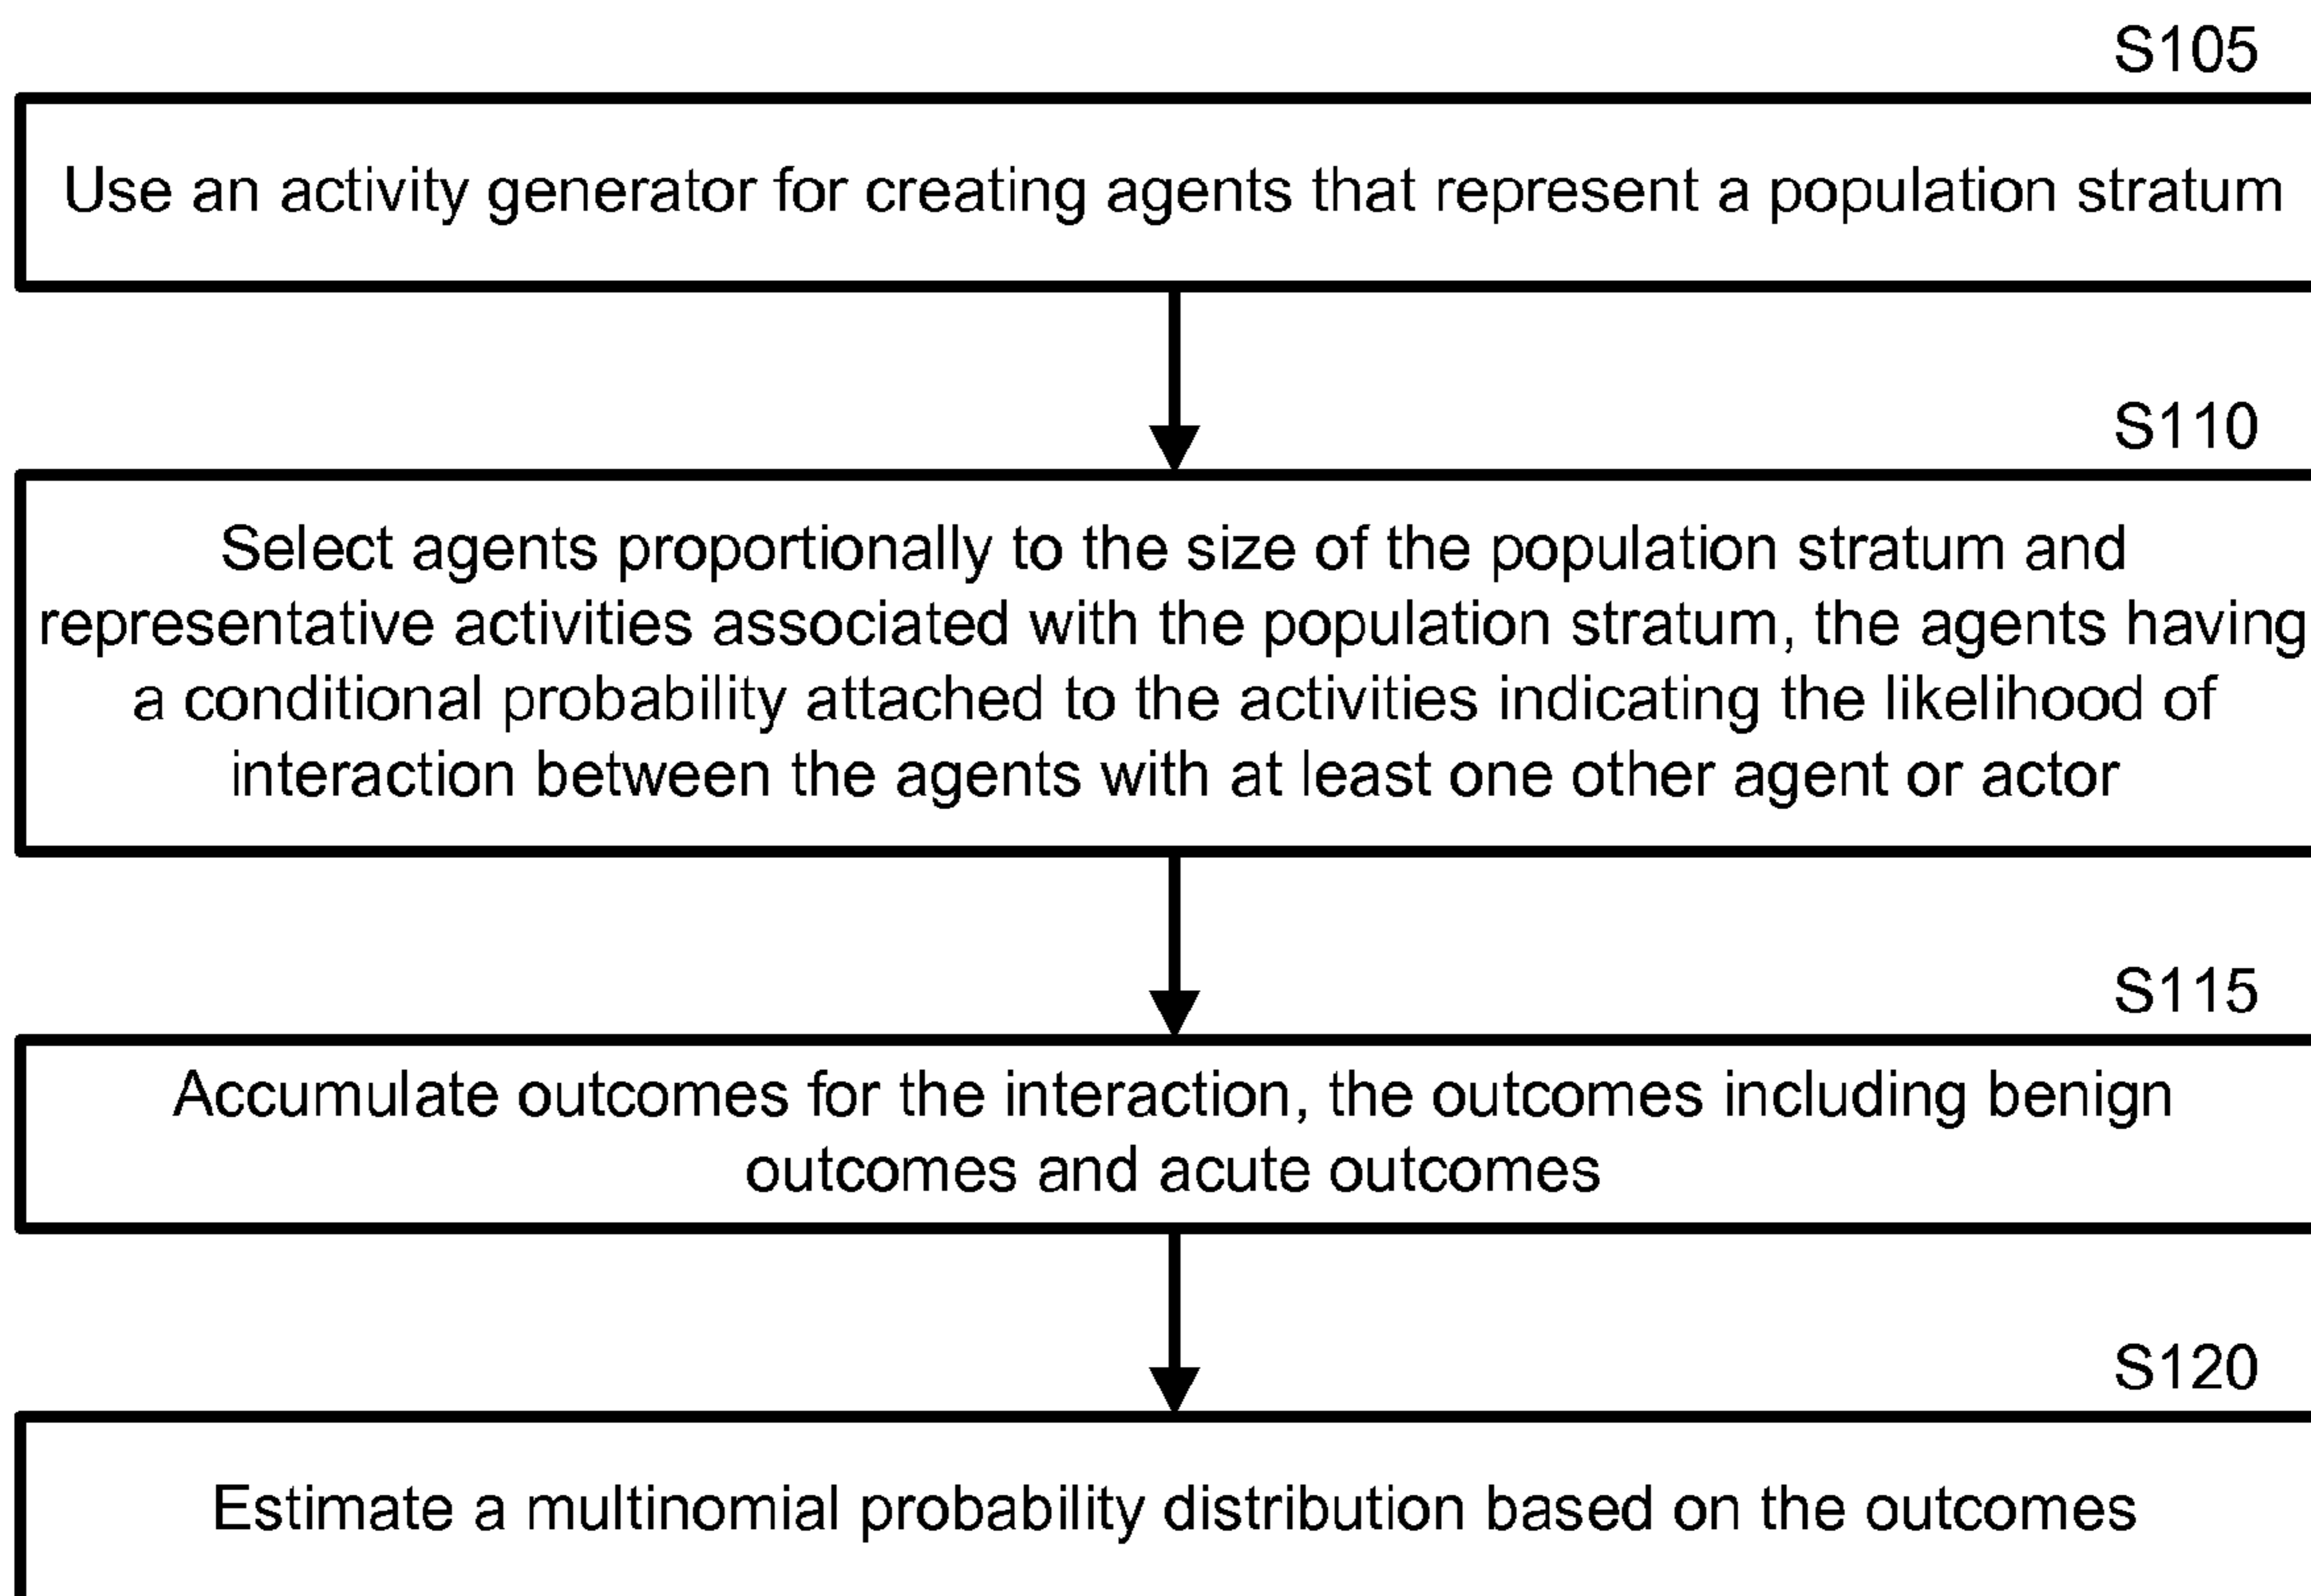 S105
Use an activity generator for creating agents that represent a population stratum
S110
Select agents proportionally to the size of the population stratum and
representative activities associated with the population stratum, the agents having
a conditional probability attached to the activities indicating the likelihood of
interaction between the agents with at least one other agent or actor
S115
Accumulate outcomes for the interaction, the outcomes including benign
outcomes and acute outcomes
S120
Estimate a multinomial probability distribution based on the outcomes